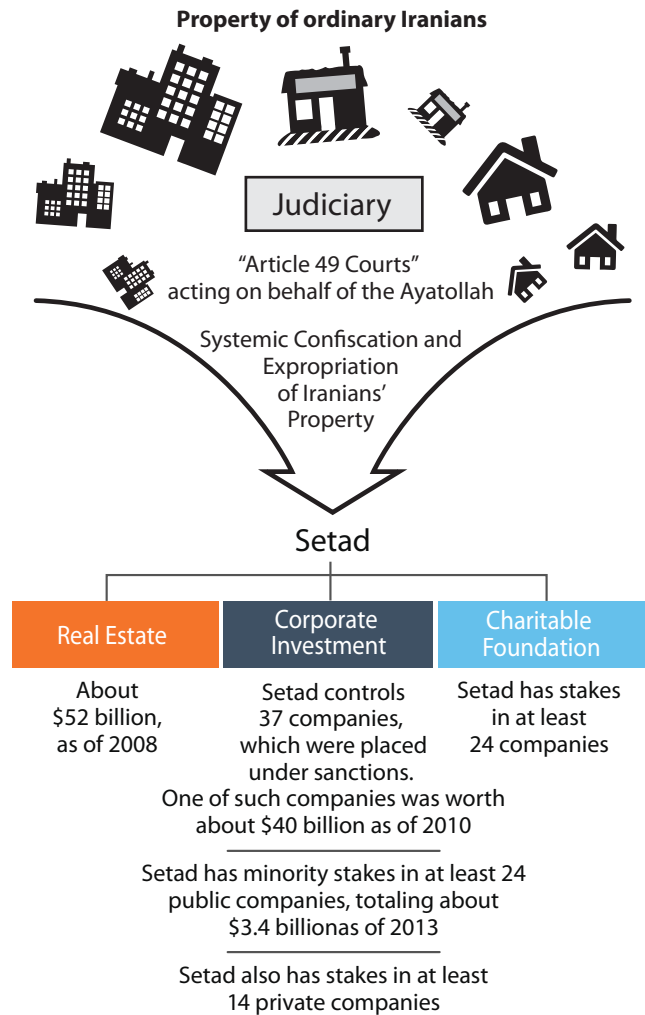 Property of ordinary Iranians
Judiciary
“Article 49 Courts”
acting on behalf of the Ayatollah
Systemic Confiscation and
Expropriation
of Iranians’
Property
Setad
Real Estate
About
$52 billion,
as of 2008
Corporate
Investment
Setad controls
37 companies,
which were placed
under sanctions.
One of such companies was worth
about $40 billion as of 2010
Setad has minority stakes in at least 24
public companies, totaling about
$3.4 billionas of 2013
Setad also has stakes in at least
14 private companies
Charitable
Foundation
Setad has stakes
in at least
24 companies